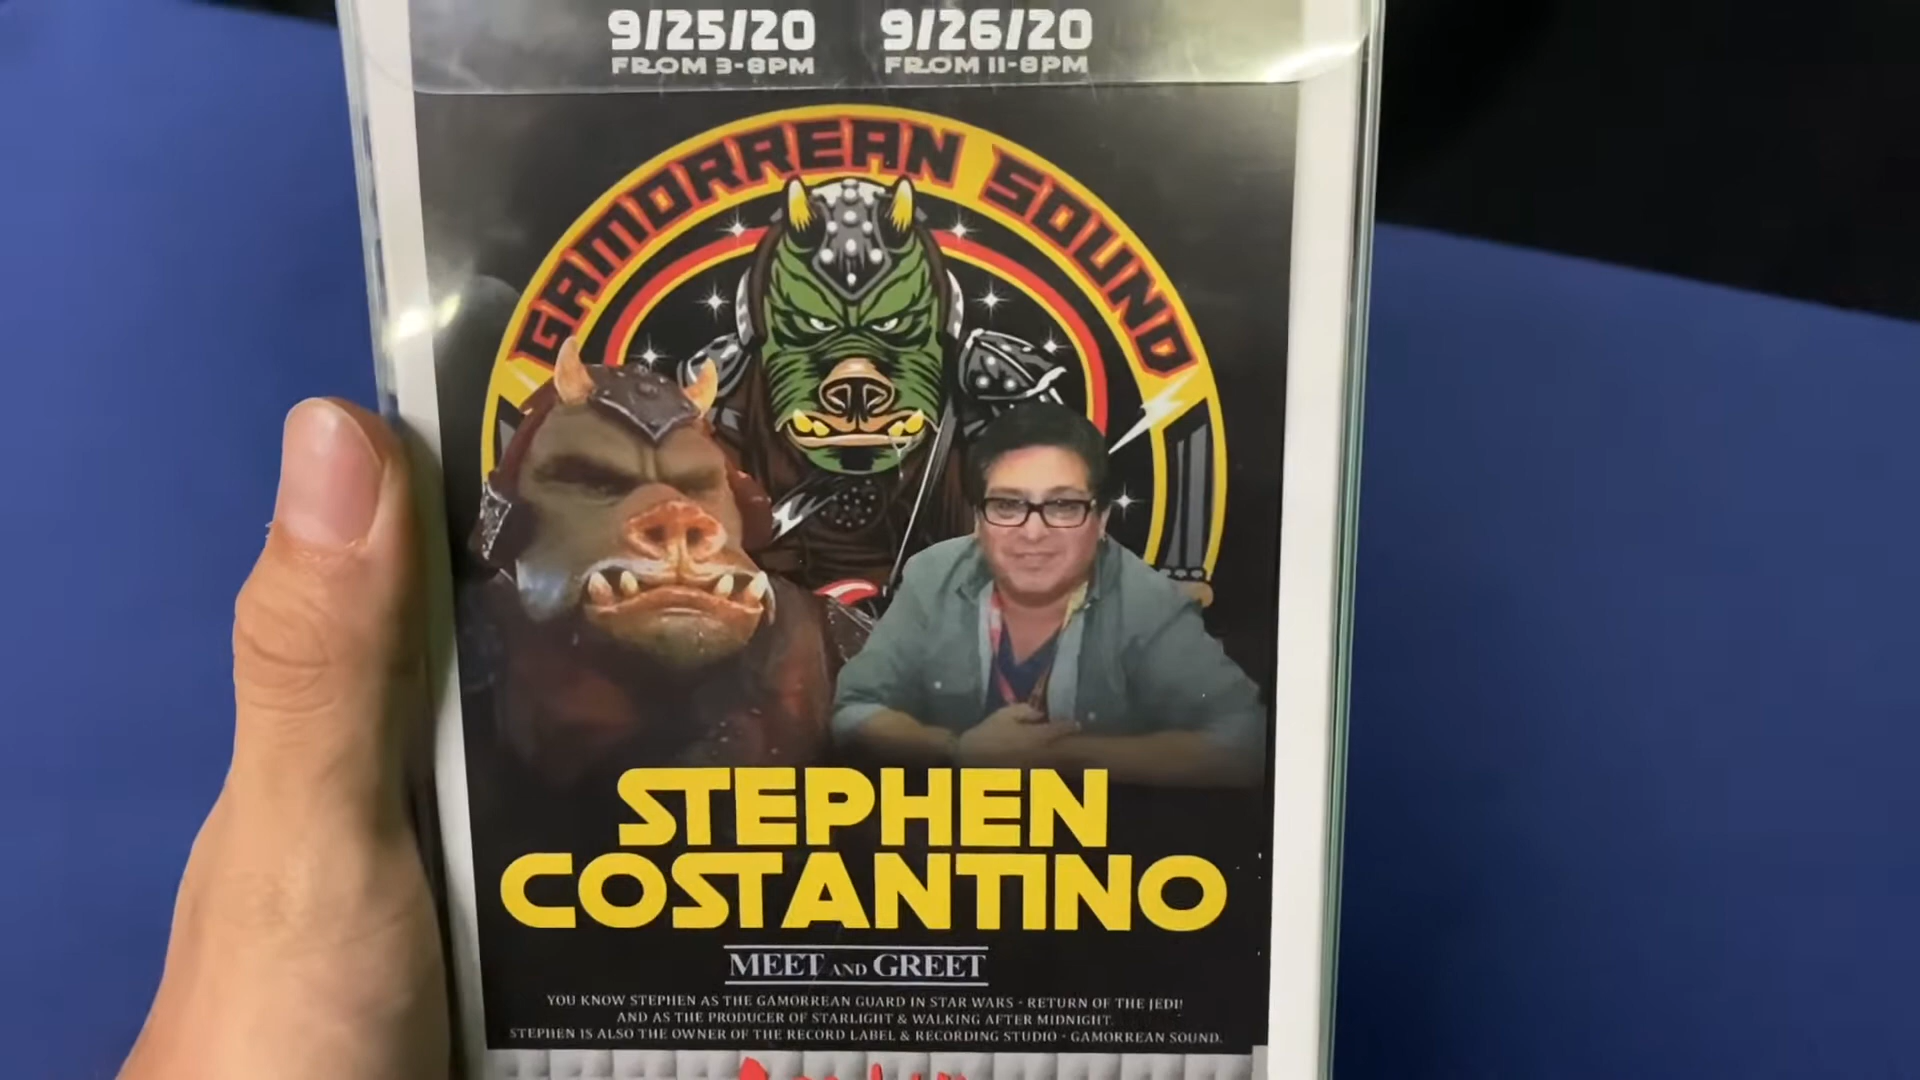 9/25/20 9/26/20
FROM 3-8PM FROM 11-8PM
GAMORREAN SOUND
STEPHEN
COSTANTINO
MEET AND GREET
YOU KNOW STEPHEN AS THE GAMORREAN GUARD IN STAR WARS - RETURN OF THE JEDI!
AND AS THE PRODUCER OF STARLIGHT & WALKING AFTER MIDNIGHT.
STEPHEN IS ALSO THE OWNER OF THE RECORD LABEL & RECORDING STUDIO - GAMORREAN SOUND.